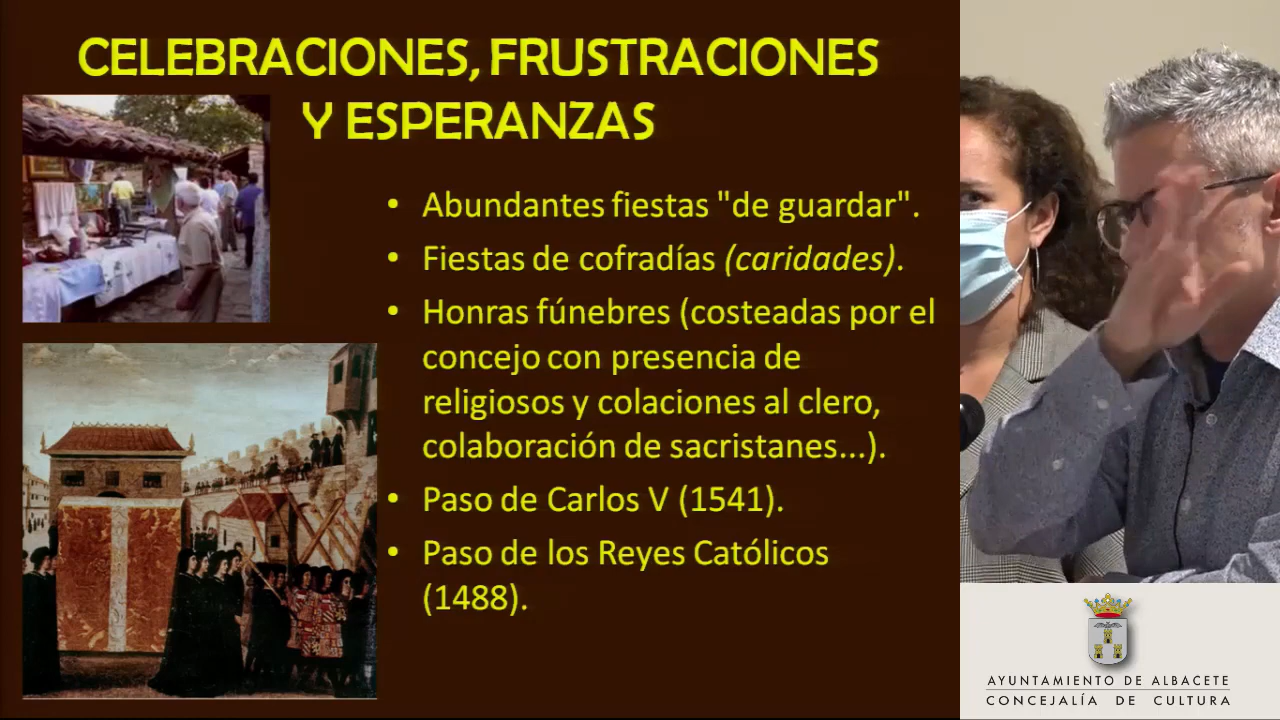 CELEBRACIONES, FRUSTRACIONES
Y ESPERANZAS
• Abundantes fiestas "de guardar".
• Fiestas de cofradías (caridades).
• Honras fúnebres (costeadas por el
concejo con presencia de
religiosos y colaciones al clero,
colaboración de sacristanes...).
• Paso de Carlos V (1541).
• Paso de los Reyes Católicos
(1488).
AYUNTAMIENTO DE ALBACETE
CONCEJALÍA DE CULTURA